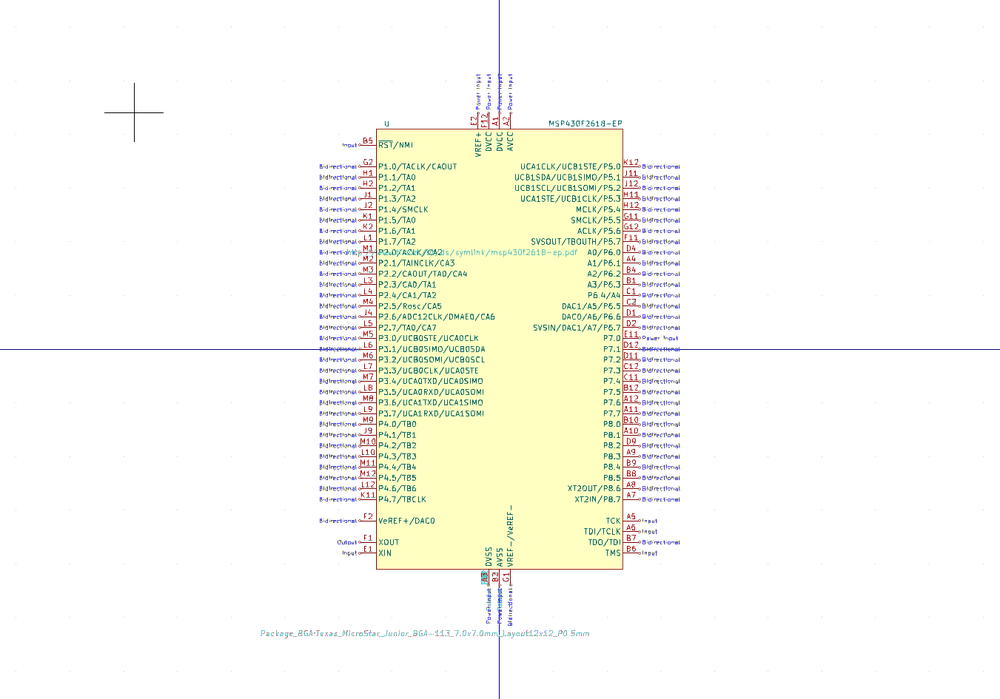 Power Input Power Input Power Input Power Input
E2 F12 A1 A2
U MSP430F2618-EP
VREF+ DVCC DVCC AVCC
Input B5 RST/NMI
Bidirectional G2 P1.0/TACLK/CAOUT UCA1CLK/UCB1STE/P5.0 K12 Bidirectional
Bidirectional H1 P1.1/TA0 UCB1SDA/UCB1SIMO/P5.1 J11 Bidirectional
Bidirectional H2 P1.2/TA1 UCB1SCL/UCB1SOMI/P5.2 J12 Bidirectional
Bidirectional J1 P1.3/TA2 UCA1STE/UCB1CLK/P5.3 H11 Bidirectional
Bidirectional J2 P1.4/SMCLK MCLK/P5.4 H12 Bidirectional
Bidirectional K1 P1.5/TA0 SMCLK/P5.5 G11 Bidirectional
Bidirectional K2 P1.6/TA1 ACLK/P5.6 G12 Bidirectional
Bidirectional L1 P1.7/TA2 SVSOUT/TBOUTH/P5.7 F11 Bidirectional
Bidirectional M1 P2.0/ACLK/CA2 /symlink/msp430f2618-ep.pdf A0/P6.0 D4 Bidirectional
Bidirectional M2 P2.1/TAINCLK/CA3 A1/P6.1 A4 Bidirectional
Bidirectional M3 P2.2/CAOUT/TA0/CA4 A2/P6.2 B4 Bidirectional
Bidirectional L3 P2.3/CA0/TA1 A3/P6.3 B1 Bidirectional
Bidirectional L4 P2.4/CA1/TA2 P6.4/A4 C1 Bidirectional
Bidirectional M4 P2.5/Rosc/CA5 DAC1/A5/P6.5 C2 Bidirectional
Bidirectional J4 P2.6/ADC12CLK/DMAE0/CA6 DAC0/A6/P6.6 D1 Bidirectional
Bidirectional L5 P2.7/TA0/CA7 SVSIN/DAC1/A7/P6.7 D2 Bidirectional
Bidirectional M5 P3.0/UCB0STE/UCA0CLK P7.0 E11 Power Input
Bidirectional L6 P3.1/UCB0SIMO/UCB0SDA P7.1 D12 Bidirectional
Bidirectional M6 P3.2/UCB0SOMI/UCB0SCL P7.2 D11 Bidirectional
Bidirectional L7 P3.3/UCB0CLK/UCA0STE P7.3 C12 Bidirectional
Bidirectional M7 P3.4/UCA0TXD/UCA0SIMO P7.4 C11 Bidirectional
Bidirectional L8 P3.5/UCA0RXD/UCA0SOMI P7.5 B12 Bidirectional
Bidirectional M8 P3.6/UCA1TXD/UCA1SIMO P7.6 A12 Bidirectional
Bidirectional L9 P3.7/UCA1RXD/UCA1SOMI P7.7 A11 Bidirectional
Bidirectional M9 P4.0/TB0 P8.0 B10 Bidirectional
Bidirectional J9 P4.1/TB1 P8.1 A10 Bidirectional
Bidirectional M10 P4.2/TB2 P8.2 D9 Bidirectional
Bidirectional L10 P4.3/TB3 P8.3 A9 Bidirectional
Bidirectional M11 P4.4/TB4 P8.4 B9 Bidirectional
Bidirectional M12 P4.5/TB5 P8.5 B8 Bidirectional
Bidirectional L12 P4.6/TB6 XT2OUT/P8.6 A8 Bidirectional
Bidirectional K11 P4.7/TBCLK XT2IN/P8.7 A7 Bidirectional
Bidirectional F2 VeREF+/DAC0 TCK A5 Input
TDI/TCLK A6 Input
Output F1 XOUT TDO/TDI B7 Bidirectional
Input E1 XIN TMS B6 Input
DVSS AVSS VREF-/VeREF-
B2 G1
Power Input Power Input Bidirectional
Package_BGA:Texas_MicroStar_Junior_BGA-113_7.0x7.0mm_Layout12x12_P0.5mm